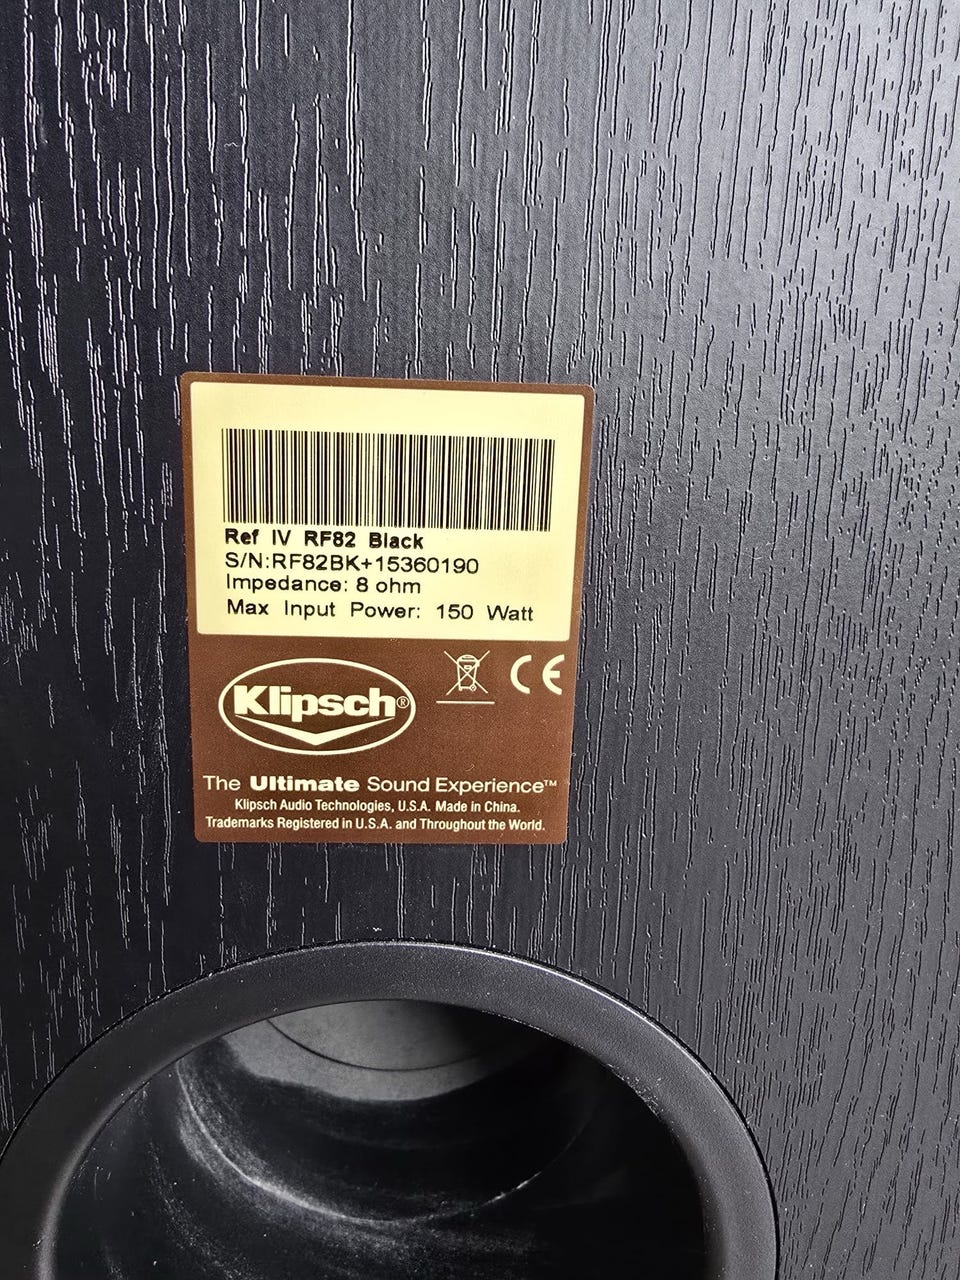 Ref IV RF82 Black
S/N:RF82BK+15360190
Impedance: 8 ohm
Max Input Power: 150 Watt
Klipsch®
CE
The Ultimate Sound Experience™
Klipsch Audio Technologies, U.S.A. Made in China.
Trademarks Registered in U.S.A. and Throughout the World.